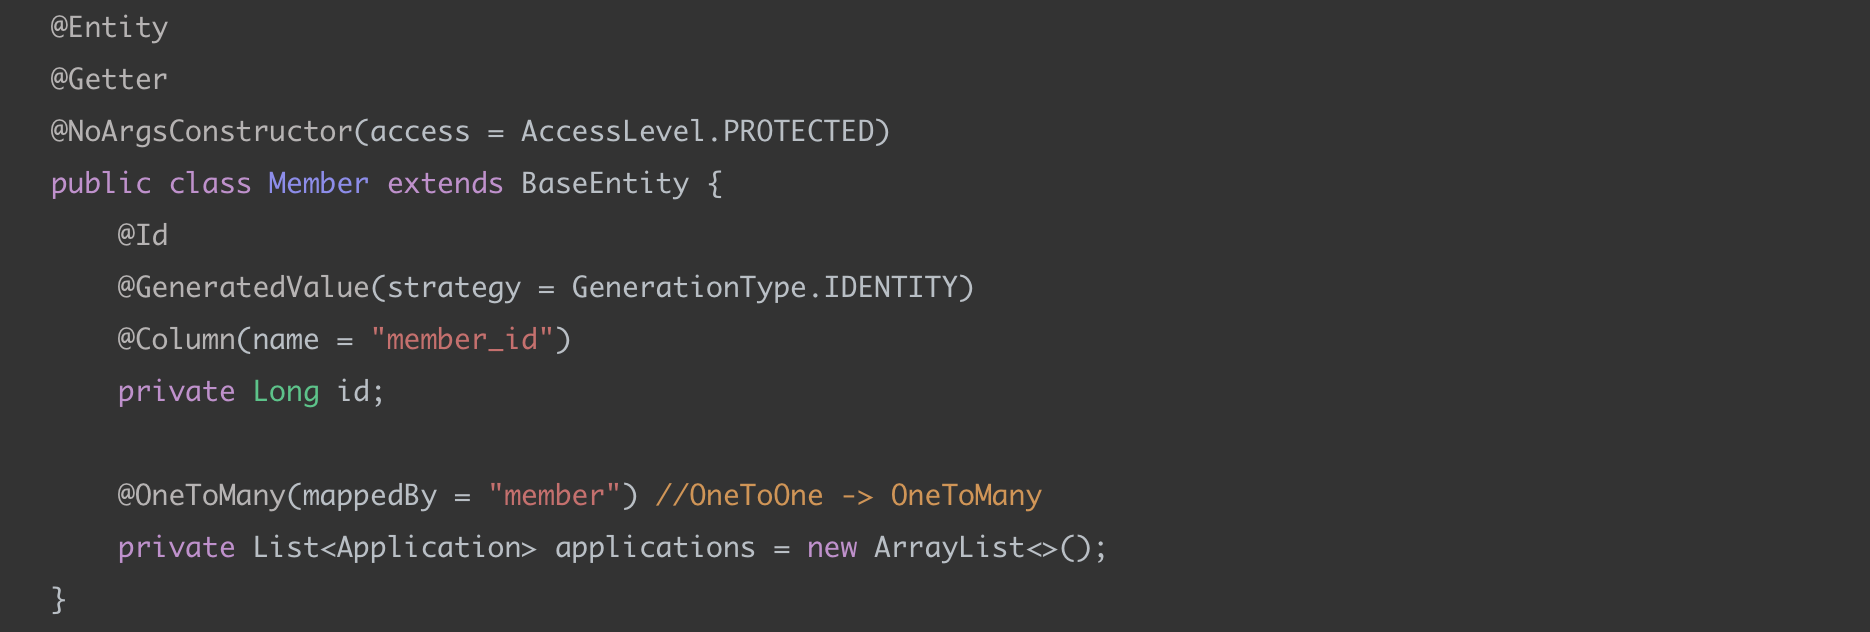 @Entity
@Getter
@NoArgsConstructor(access = AccessLevel.PROTECTED)
public class Member extends BaseEntity {
    @Id
    @GeneratedValue(strategy = GenerationType.IDENTITY)
    @Column(name = "member_id")
    private Long id;

    @OneToMany(mappedBy = "member") //OneToOne -> OneToMany
    private List<Application> applications = new ArrayList<>();
}